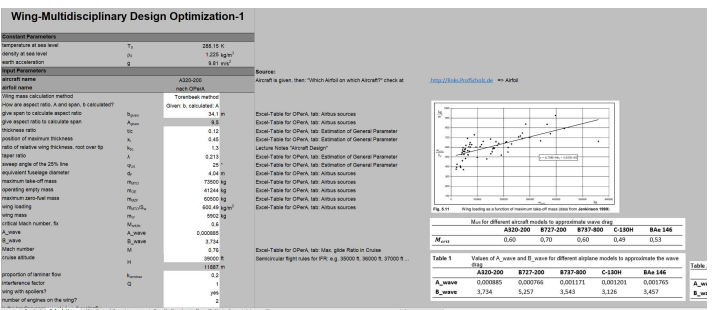 Wing-Multidisciplinary Design Optimization-1
Constant Parameters
temperature at sea level T₀ 288,15 K
density at sea level ρ₀ 1,225 kg/m³
earth acceleration g 9,81 m/s²
Input Parameters Source:
aircraft name A320-200 Aircraft is given, then: "Which Airfoil on which Aircraft?" check at http://links.ProfScholz.de => Airfoil
airfoil name nach OPerA
Wing mass calculation method Torenbeek method
How are aspect ratio, A and span, b calculated? Given: b, calculated: A
give span to calculate aspect ratio 34,1 m Excel-Table for OPerA, tab: Airbus sources
give aspect ratio to calculate span 9,5 Excel-Table for OPerA, tab: Airbus sources
thickness ratio t/c 0,12 Excel-Table for OPerA, tab: Estimation of General Parameter
position of maximum thickness xₜ 0,45 Excel-Table for OPerA, tab: Estimation of General Parameter
ratio of relative wing thickness, root over tip 1,3 Lecture Notes "Aircraft Design"
taper ratio λ 0,213 Excel-Table for OPerA, tab: Estimation of General Parameter
sweep angle of the 25% line φ₂₅ 25 ° Excel-Table for OPerA, tab: Estimation of General Parameter
equivalent fuselage diameter 4,04 m Excel-Table for OPerA, tab: Airbus sources
maximum take-off mass 73500 kg Excel-Table for OPerA, tab: Airbus sources
operating empty mass 41244 kg Excel-Table for OPerA, tab: Airbus sources
maximum zero-fuel mass 60500 kg Excel-Table for OPerA, tab: Airbus sources
wing loading 600,49 kg/m² Excel-Table for OPerA, tab: Airbus sources
wing mass 5902 kg
critical Mach number, fix 0,6
A_wave A_wave 0,000885
B_wave B_wave 3,734
Mach number M 0,76 Excel-Table for OPerA, tab: Max. glide Ratio in Cruise
cruise altitude H 39000 ft Semicircular flight rules for IFR: e.g. 35000 ft, 36000 ft, 37000 ft ...
11887 m
proportion of laminar flow 0,2
interference factor Q 1
wing with spoilers? yes
number of engines on the wing? 2
Fig. 5.11 Wing loading as a function of maximum take-off mass (data from Jenkinson 1999)
for different aircraft models to approximate wave drag
A320-200 B727-200 B737-800 C-130H BAe 146
0,60 0,70 0,60 0,49 0,53
Table 1 Values of A_wave and B_wave for different airplane models to approximate the wave drag
A320-200 B727-200 B737-800 C-130H BAe 146
A_wave 0,000885 0,000766 0,001171 0,001201 0,001765
B_wave 3,734 5,257 3,543 3,126 3,457
Table